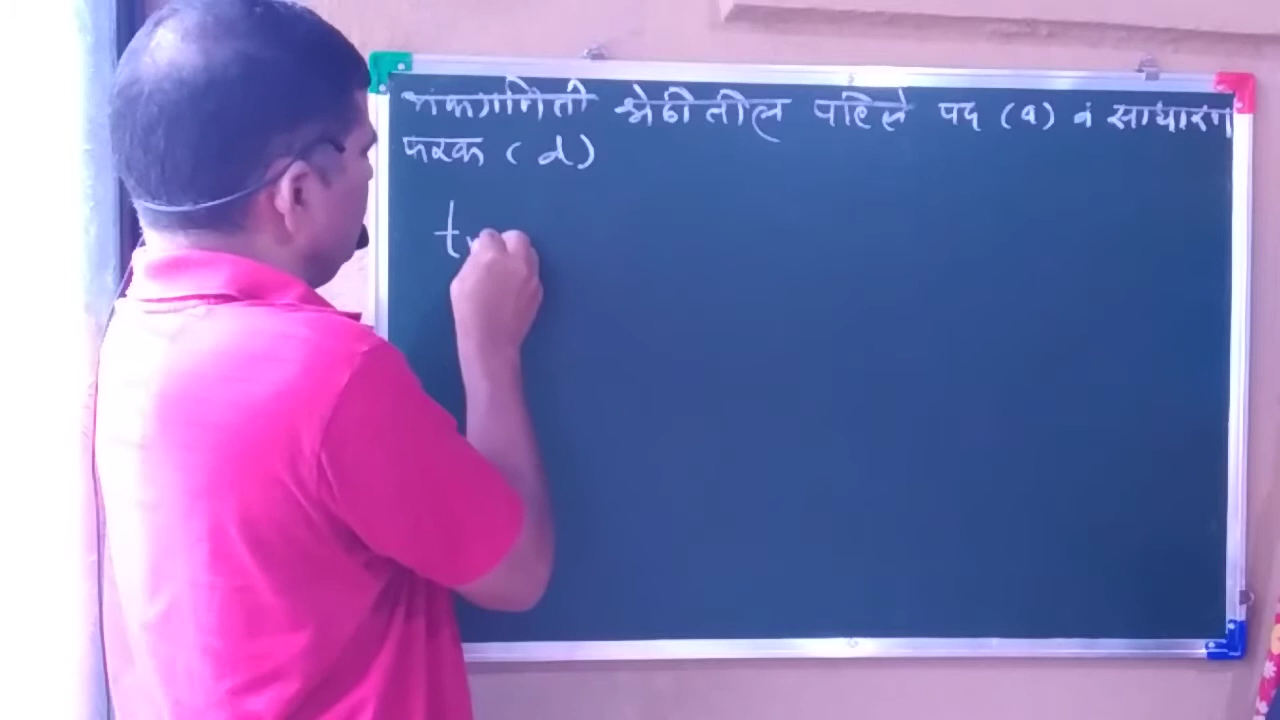 अंकगणिती श्रेढीतील पहिले पद (a) व साधारण
फरक (d)
t